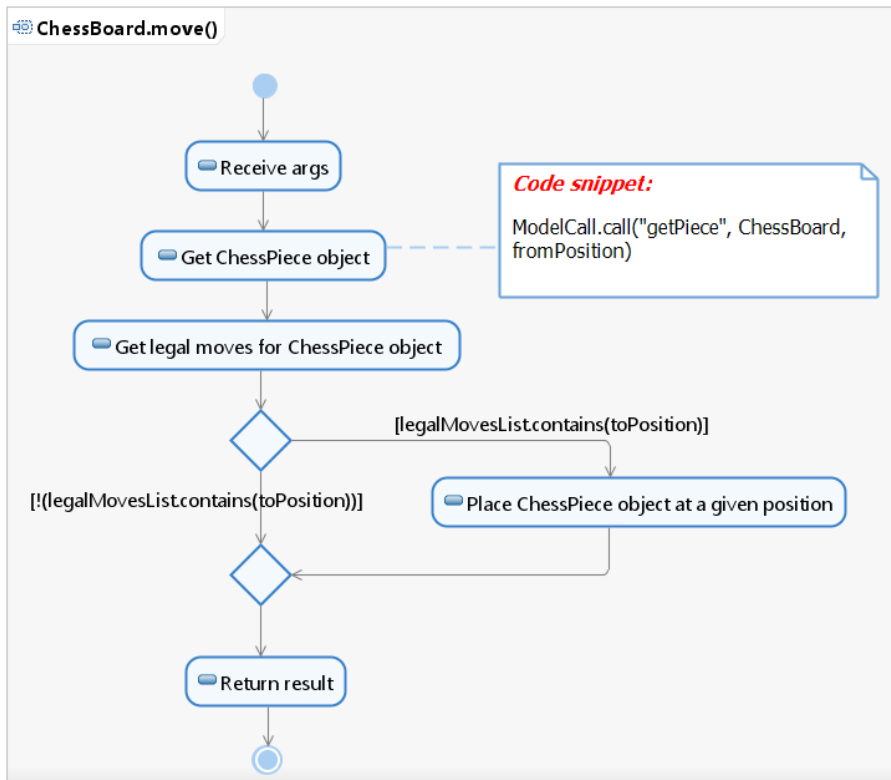 ChessBoard.move()
Receive args
Code snippet:
ModelCall.call("getPiece", ChessBoard,
fromPosition)
Get ChessPiece object
Get legal moves for ChessPiece object
[legalMovesList.contains(toPosition)]
[!(legalMovesList.contains(toPosition))]
Place ChessPiece object at a given position
Return result